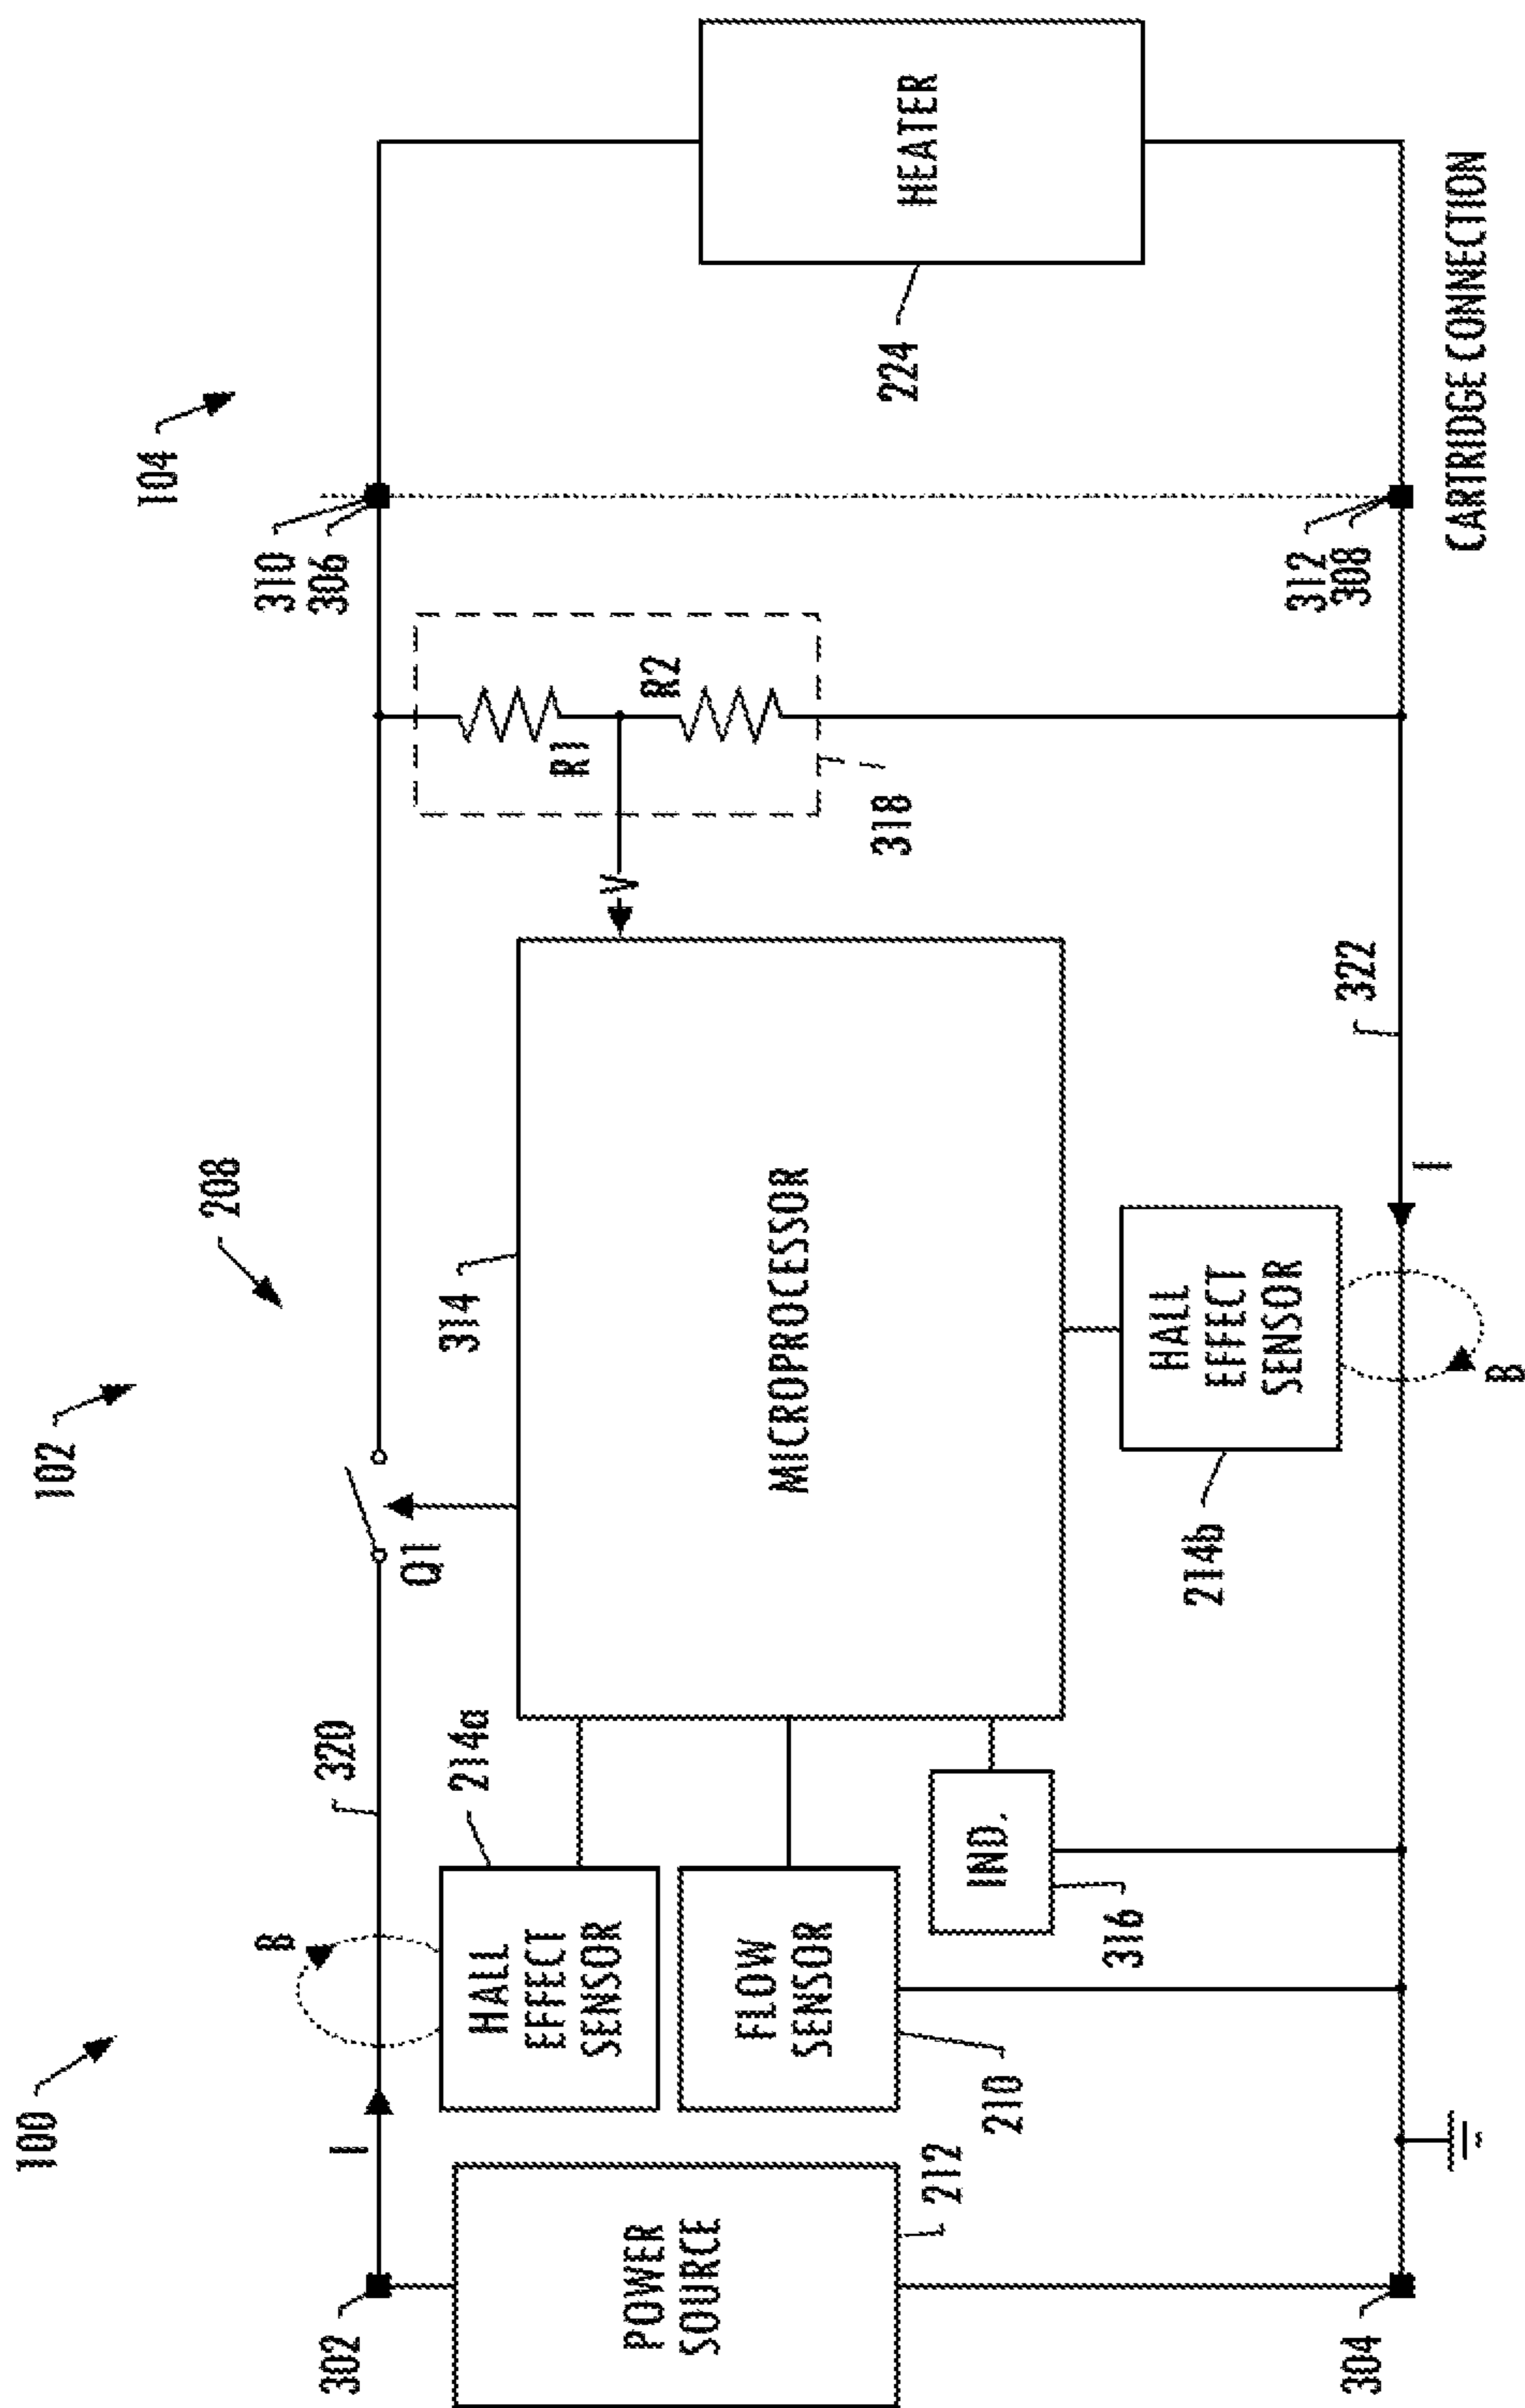 100
102
208
104
302
I
B
320
Q1
314
310
306
POWER
SOURCE
212
HALL
EFFECT
SENSOR
214a
FLOW
SENSOR
210
IND.
316
MICROPROCESSOR
V
R1
R2
318
HEATER
224
HALL
EFFECT
SENSOR
214b
B
I
322
312
308
304
CARTRIDGE CONNECTION